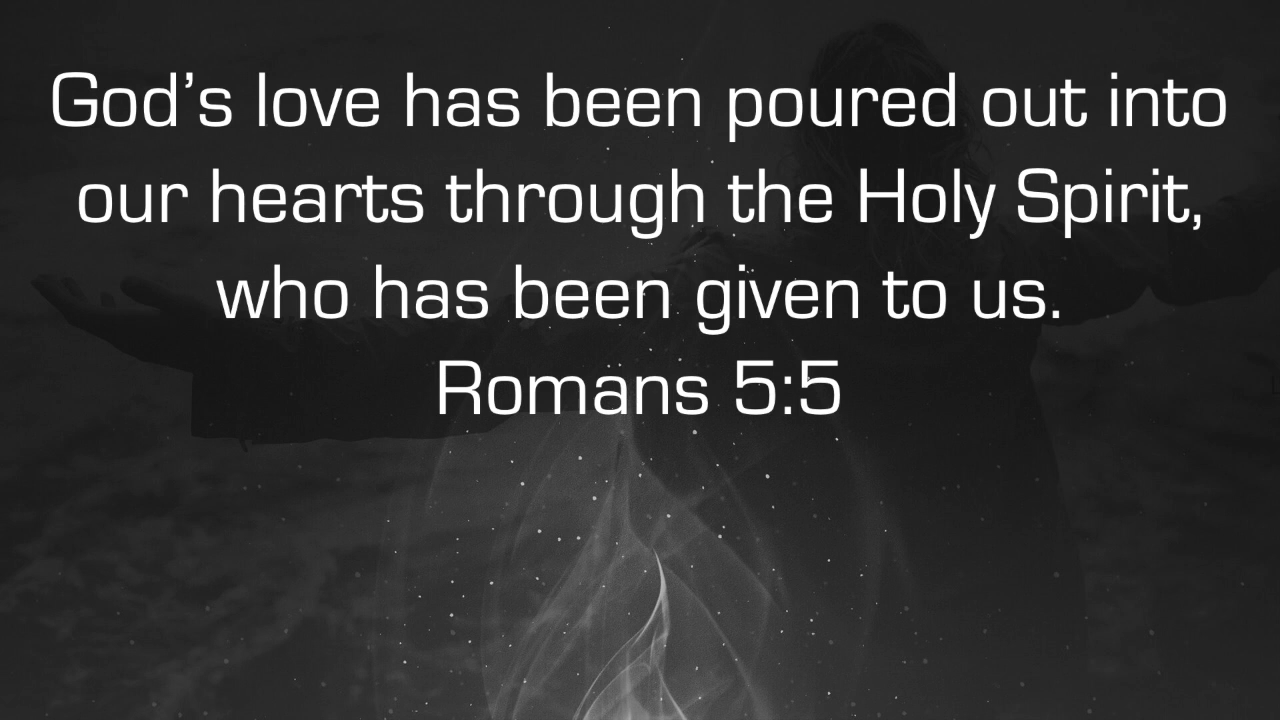 God’s love has been poured out into
our hearts through the Holy Spirit,
who has been given to us.
Romans 5:5